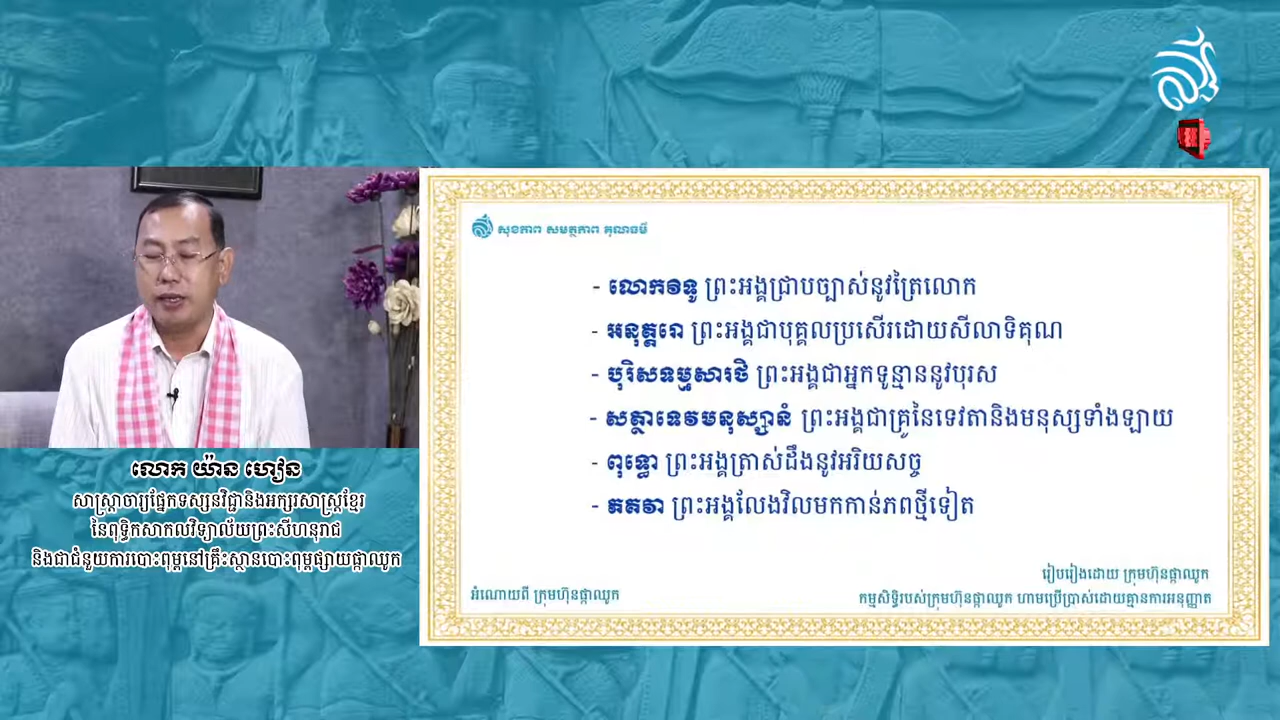 សុខភាព សមត្ថភាព គុណធម៌
- លោកវិទូ ព្រះអង្គជ្រាបច្បាស់នូវត្រៃលោក
- អនុត្តរោ ព្រះអង្គជាបុគ្គលប្រសើរដោយសីលាទិគុណ
- បុរិសទម្មសារថិ ព្រះអង្គជាអ្នកទូន្មាននូវបុរស
- សត្ថាទេវមនុស្សានំ ព្រះអង្គជាគ្រូនៃទេវតានិងមនុស្សទាំងឡាយ
- ពុទ្ធោ ព្រះអង្គត្រាស់ដឹងនូវអរិយសច្ច
- ភគវា ព្រះអង្គលែងវិលមកកាន់ភពថ្មីទៀត
រៀបរៀងដោយ ក្រុមហ៊ុនផ្កាឈូក
អំណោយពី ក្រុមហ៊ុនផ្កាឈូក
កម្មសិទ្ធិរបស់ក្រុមហ៊ុនផ្កាឈូក ហាមប្រើប្រាស់ដោយគ្មានការអនុញ្ញាត
លោក យ៉ាន ហៀន
សាស្ត្រាចារ្យផ្នែកទស្សនវិជ្ជានិងអក្សរសាស្ត្រខ្មែរ
នៃពុទ្ធិកសាកលវិទ្យាល័យព្រះសីហនុរាជ
និងជាជំនួយការបោះពុម្ពនៅគ្រឹះស្ថានបោះពុម្ពផ្សាយផ្កាឈូក